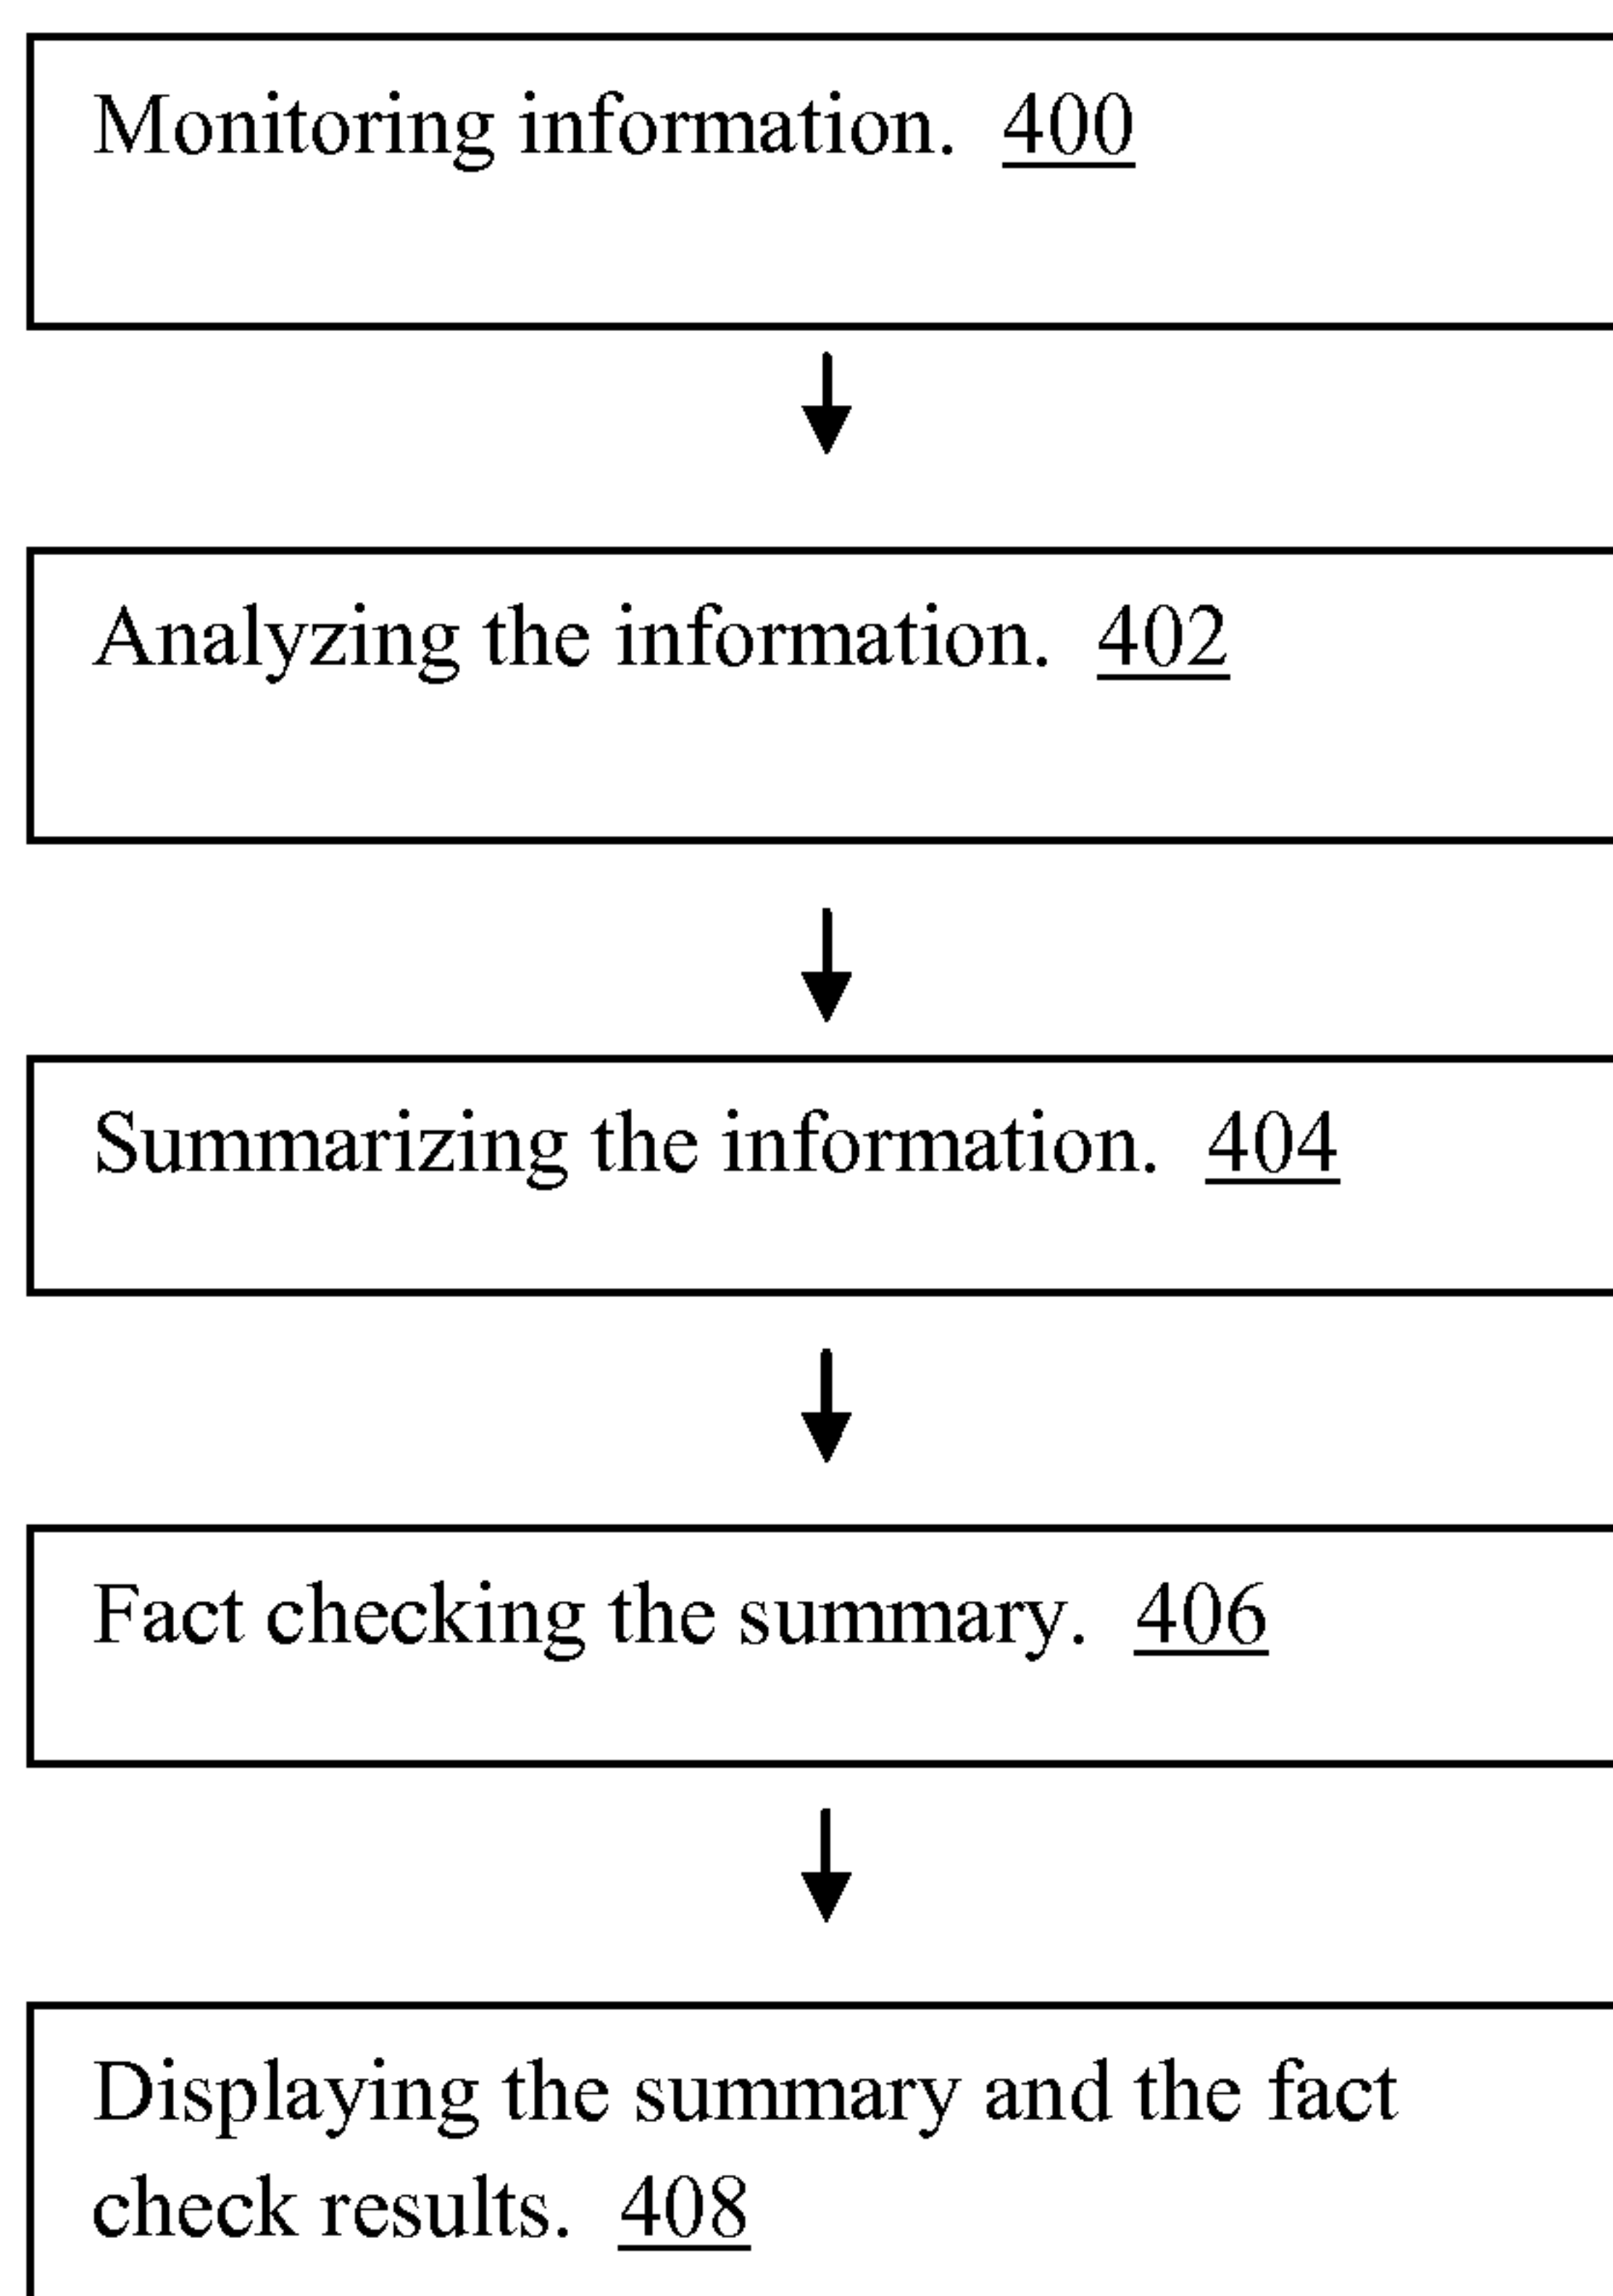 Monitoring information. 400
Analyzing the information. 402
Summarizing the information. 404
Fact checking the summary. 406
Displaying the summary and the fact
check results. 408